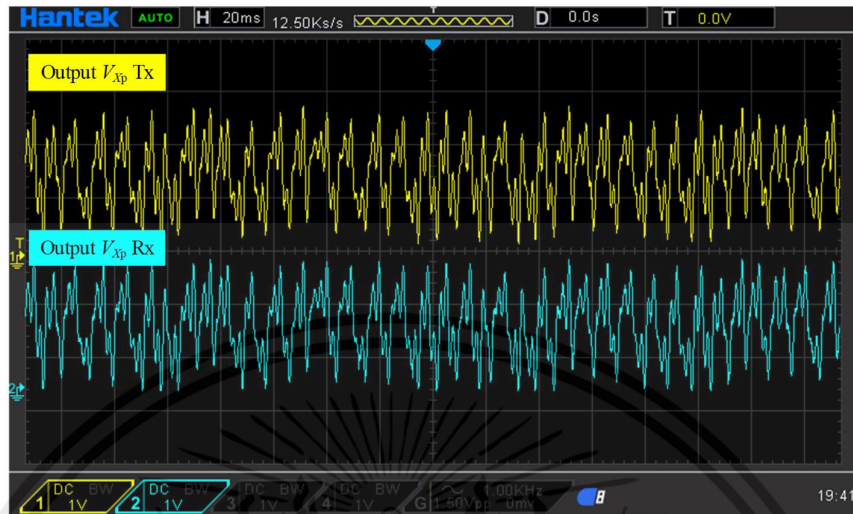 Hantek AUTO H 20ms 12.50Ks/s D 0.0s T 0.0V
T
Output VXp Tx
T
1
Output VXp Rx
2
1 DC BW 1V 2 DC BW 1V 3 DC BW 1V 4 DC BW 1V G 1.00KHz 1.50Vpp 0mv 19:41